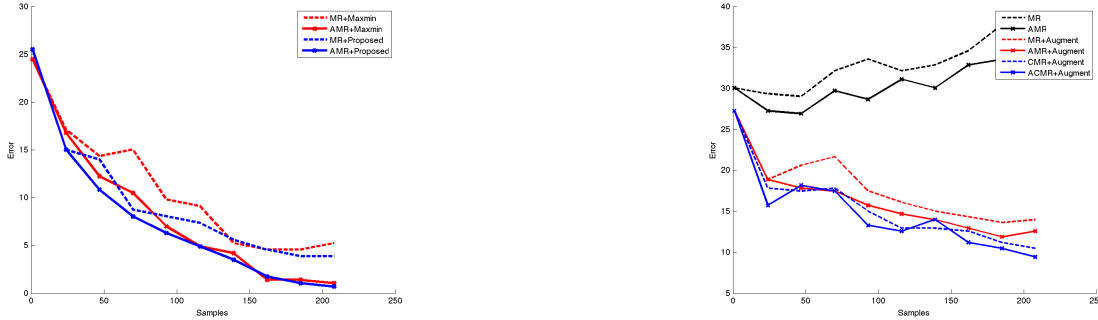 30
25
20
15
10
5
0
Error
0
50
100
150
200
250
Samples
MR+Maxmin
AMR+Maxmin
MR+Proposed
AMR+Proposed
40
35
30
25
20
15
10
5
Error
0
50
100
150
200
25
Samples
MR
AMR
MR+Augment
AMR+Augment
CMR+Augment
ACMR+Augment